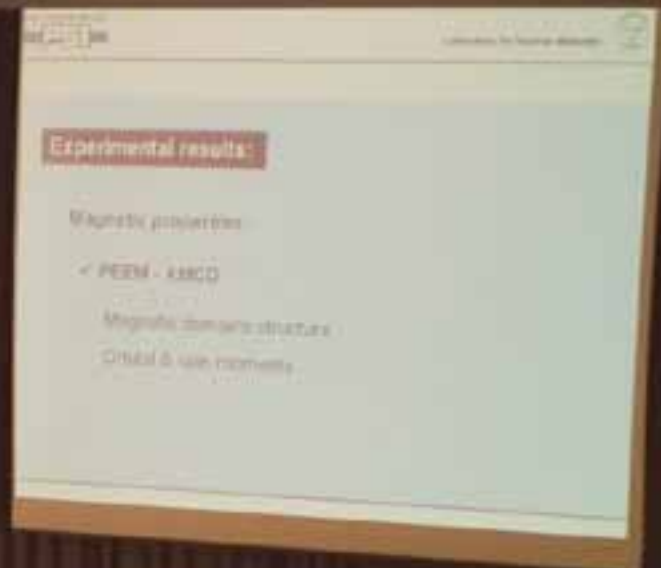 Experimental results:
Magnetic properties:
✓ PEEM - XMCD
Magnetic domains structure
Orbital & spin moments